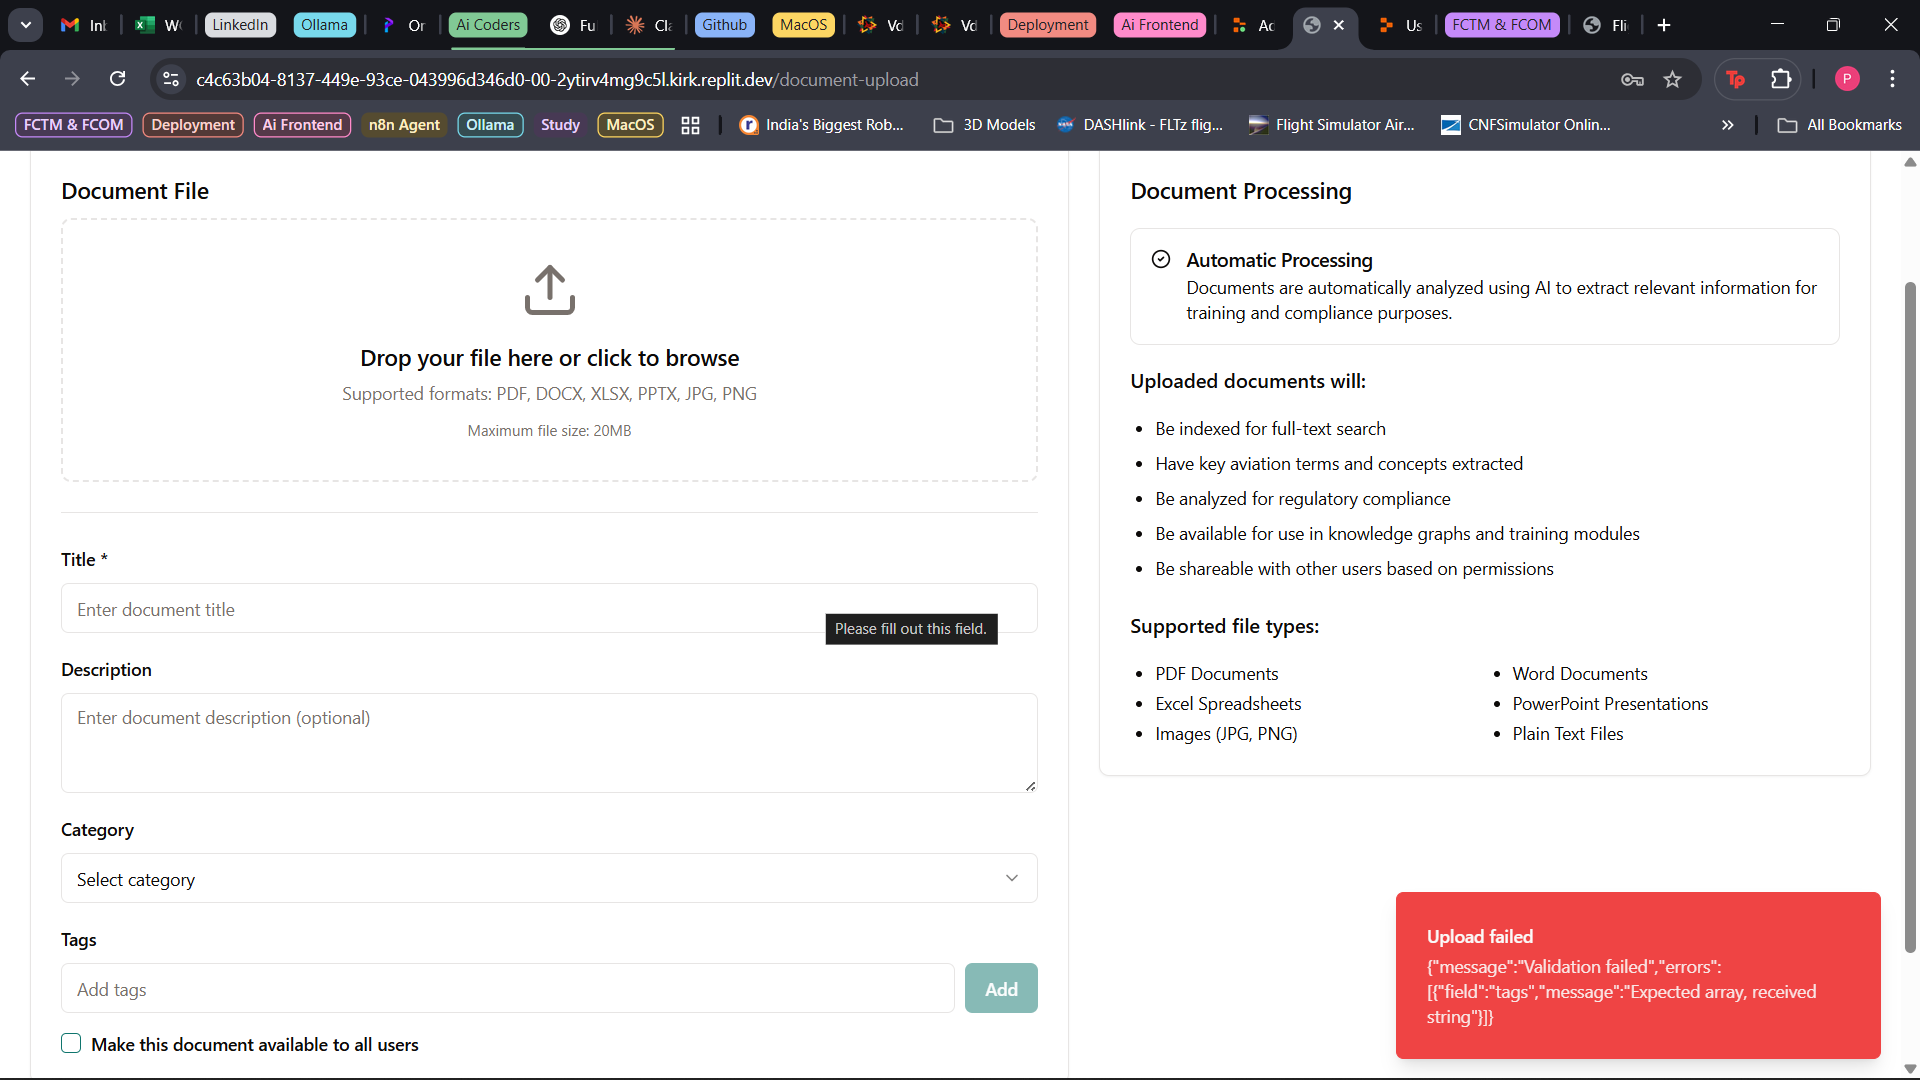 Inb
Wo
LinkedIn
Ollama
Or
Ai Coders
Fu
Cla
Github
MacOS
Vd
Vd
Deployment
Ai Frontend
Ad
Us
FCTM & FCOM
Fli
c4c63b04-8137-449e-93ce-043996d346d0-00-2ytirv4mg9c5l.kirk.replit.dev/document-upload
Tp
P
FCTM & FCOM
Deployment
Ai Frontend
n8n Agent
Ollama
Study
MacOS
India's Biggest Rob...
3D Models
DASHlink - FLTz flig...
Flight Simulator Air...
CNFSimulator Onlin...
All Bookmarks
Document File
Drop your file here or click to browse
Supported formats: PDF, DOCX, XLSX, PPTX, JPG, PNG
Maximum file size: 20MB
Title *
Enter document title
Please fill out this field.
Description
Enter document description (optional)
Category
Select category
Tags
Add tags
Add
Make this document available to all users
Document Processing
Automatic Processing
Documents are automatically analyzed using AI to extract relevant information for
training and compliance purposes.
Uploaded documents will:
• Be indexed for full-text search
• Have key aviation terms and concepts extracted
• Be analyzed for regulatory compliance
• Be available for use in knowledge graphs and training modules
• Be shareable with other users based on permissions
Supported file types:
• PDF Documents
• Word Documents
• Excel Spreadsheets
• PowerPoint Presentations
• Images (JPG, PNG)
• Plain Text Files
Upload failed
{"message":"Validation failed","errors":
[{"field":"tags","message":"Expected array, received
string"}]}